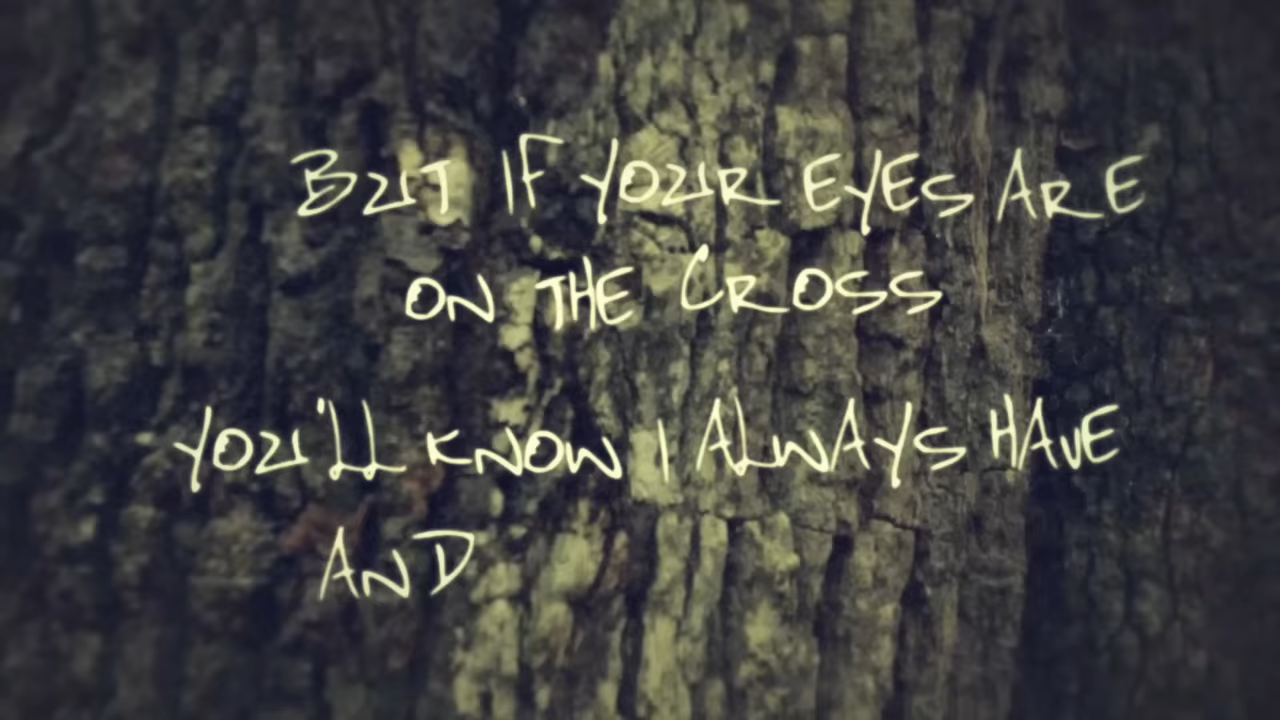 BUT IF YOUR EYES ARE
ON THE CROSS
YOU'LL KNOW I ALWAYS HAVE
AND